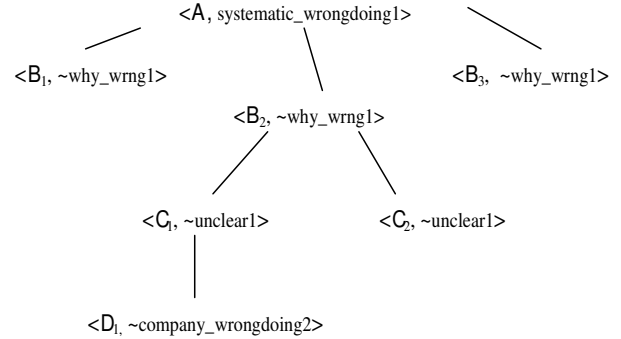 <A, systematic_wrongdoing1>
<B₁, ~why_wrng1>
<B₃, ~why_wrng1>
<B₂, ~why_wrng1>
<C₁, ~unclear1>
<C₂, ~unclear1>
<D₁, ~company_wrongdoing2>